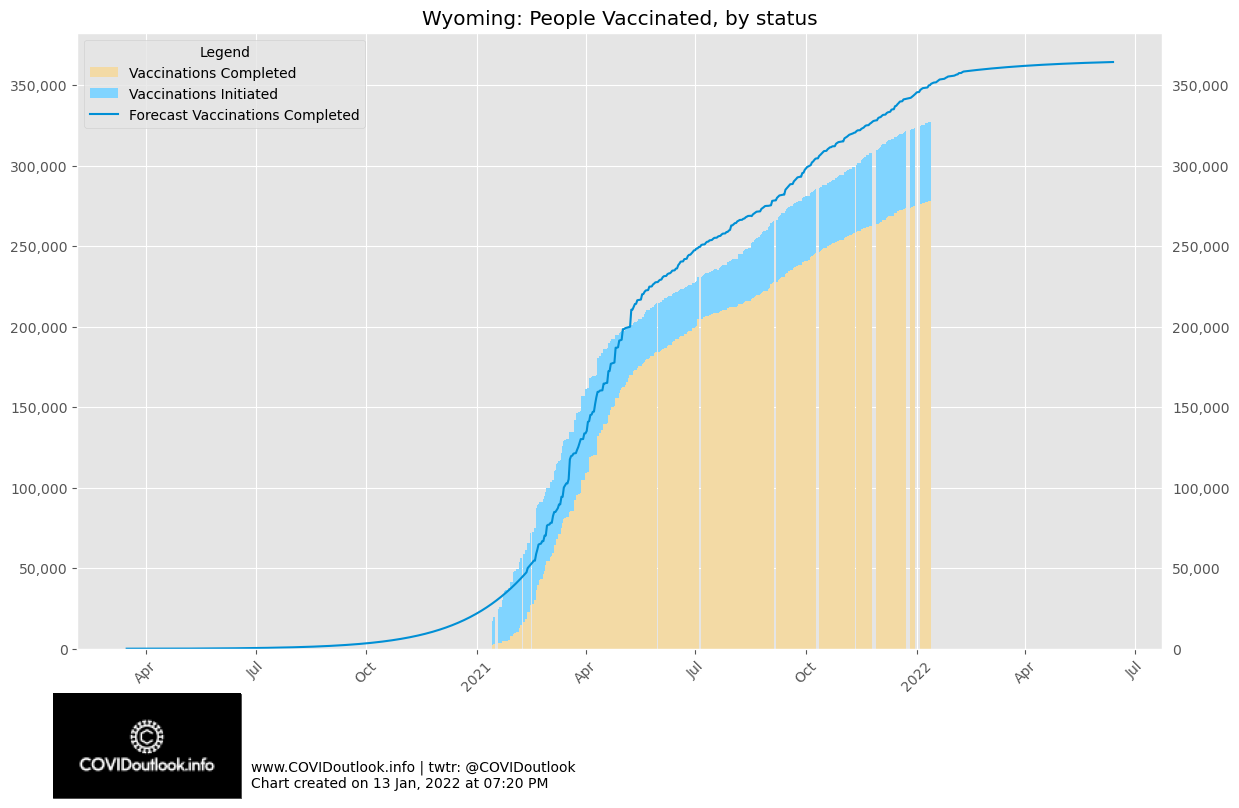 Wyoming: People Vaccinated, by status
Legend
Vaccinations Completed
Vaccinations Initiated
Forecast Vaccinations Completed
350,000
300,000
250,000
200,000
150,000
100,000
50,000
0
350,000
300,000
250,000
200,000
150,000
100,000
50,000
0
Apr
Jul
Oct
2021
Apr
Jul
Oct
2022
Apr
Jul
COVIDoutlook.info
www.COVIDoutlook.info | twtr: @COVIDoutlook
Chart created on 13 Jan, 2022 at 07:20 PM